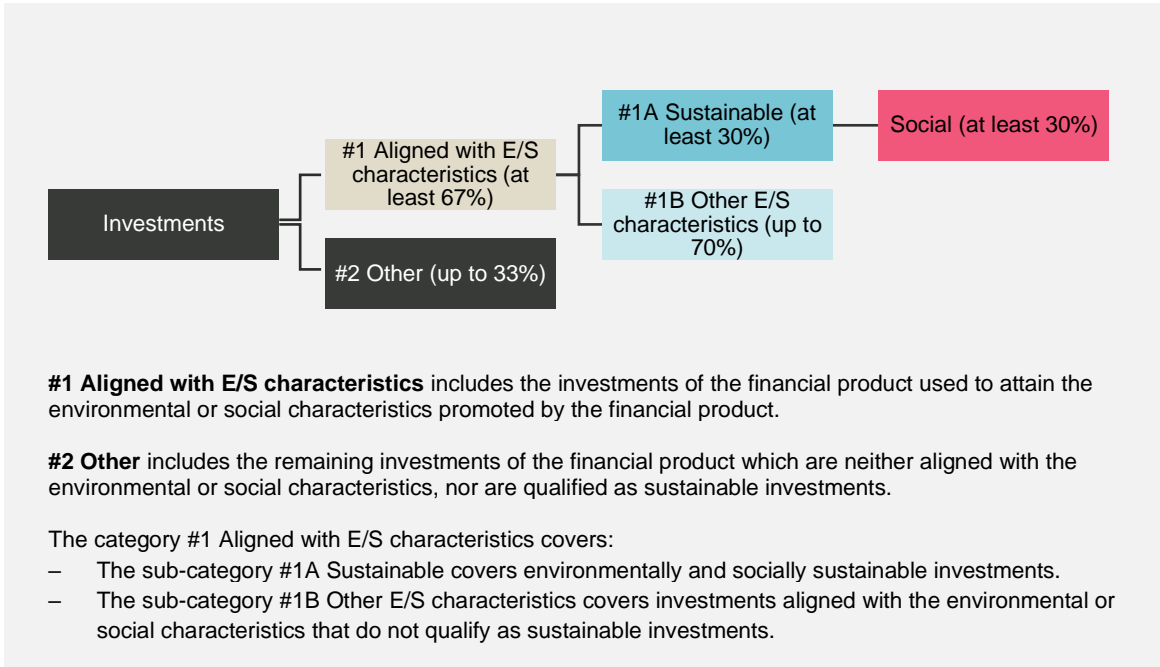 Investments
#1 Aligned with E/S
characteristics (at
least 67%)
#2 Other (up to 33%)
#1A Sustainable (at
least 30%)
#1B Other E/S
characteristics (up to
70%)
Social (at least 30%)
#1 Aligned with E/S characteristics includes the investments of the financial product used to attain the
environmental or social characteristics promoted by the financial product.
#2 Other includes the remaining investments of the financial product which are neither aligned with the
environmental or social characteristics, nor are qualified as sustainable investments.
The category #1 Aligned with E/S characteristics covers:
– The sub-category #1A Sustainable covers environmentally and socially sustainable investments.
– The sub-category #1B Other E/S characteristics covers investments aligned with the environmental or
social characteristics that do not qualify as sustainable investments.